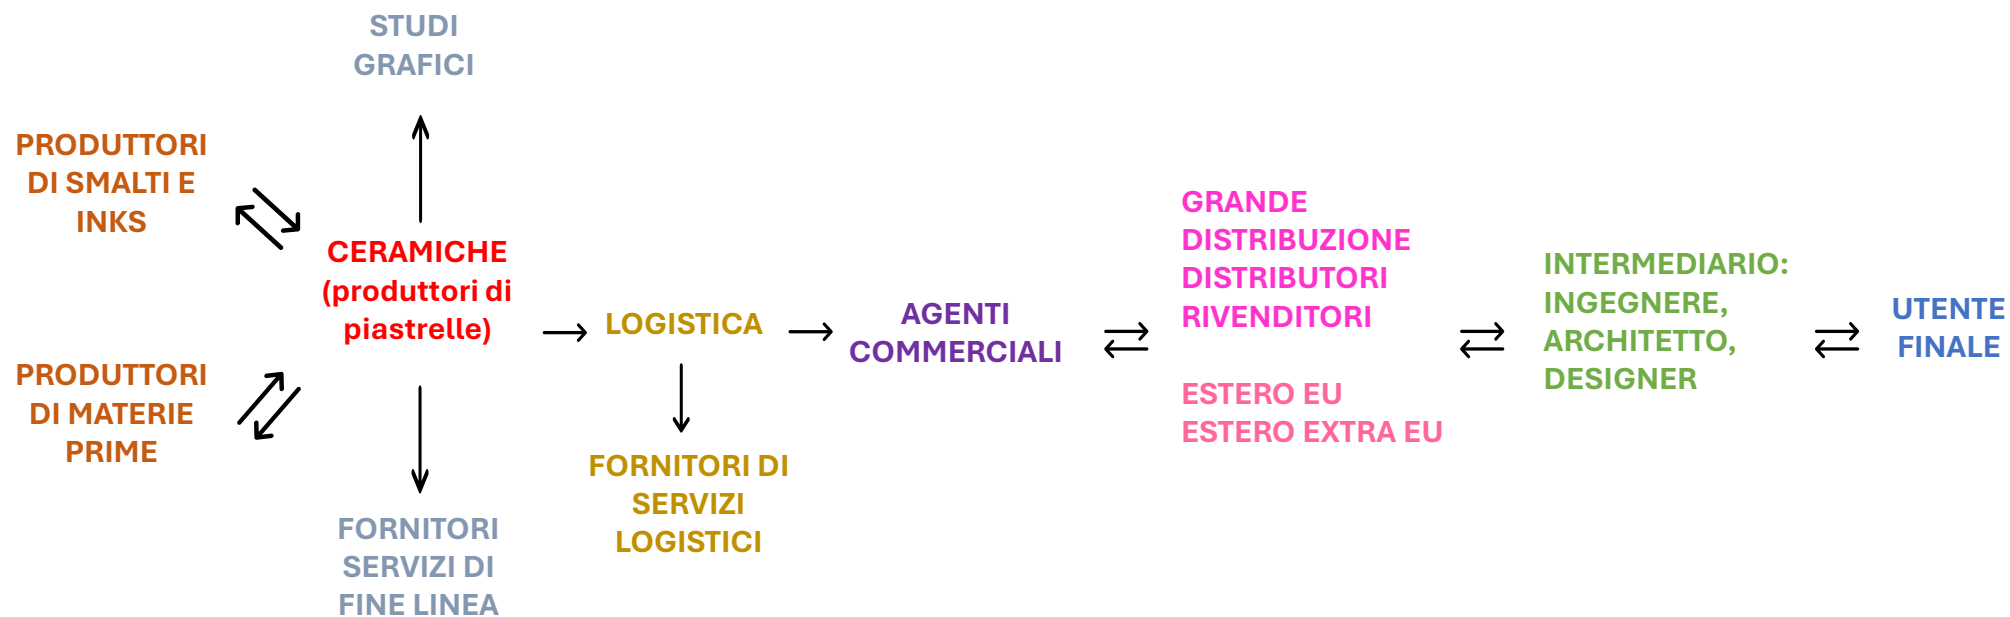 STUDI
GRAFICI
PRODUTTORI
DI SMALTI E
INKS
CERAMICHE
(produttori di
piastrelle)
PRODUTTORI
DI MATERIE
PRIME
FORNITORI
SERVIZI DI
FINE LINEA
LOGISTICA
FORNITORI DI
SERVIZI
LOGISTICI
AGENTI
COMMERCIALI
GRANDE
DISTRIBUZIONE
DISTRIBUTORI
RIVENDITORI
ESTERO EU
ESTERO EXTRA EU
INTERMEDIARIO:
INGEGNERE,
ARCHITETTO,
DESIGNER
UTENTE
FINALE